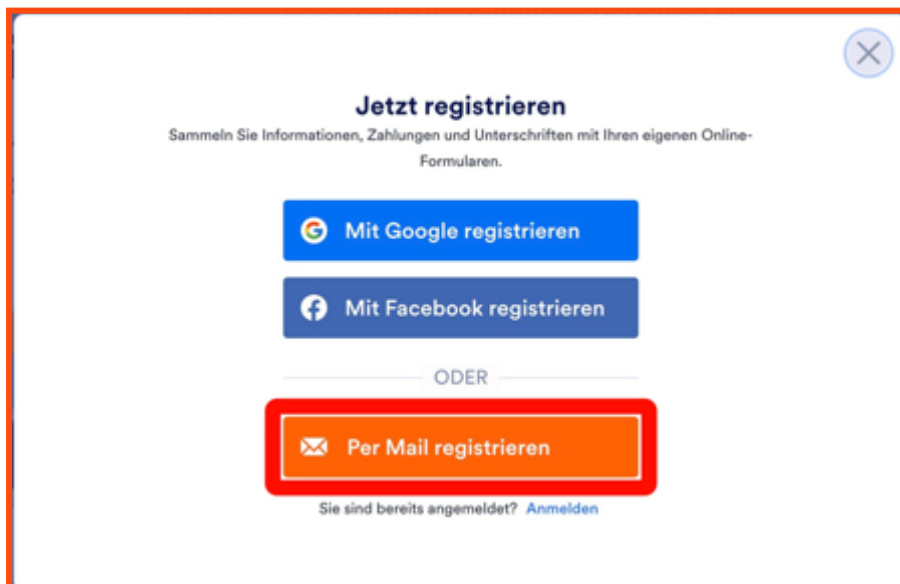 Jetzt registrieren
Sammeln Sie Informationen, Zahlungen und Unterschriften mit Ihren eigenen Online-
Formularen.
Mit Google registrieren
Mit Facebook registrieren
ODER
Per Mail registrieren
Sie sind bereits angemeldet? Anmelden